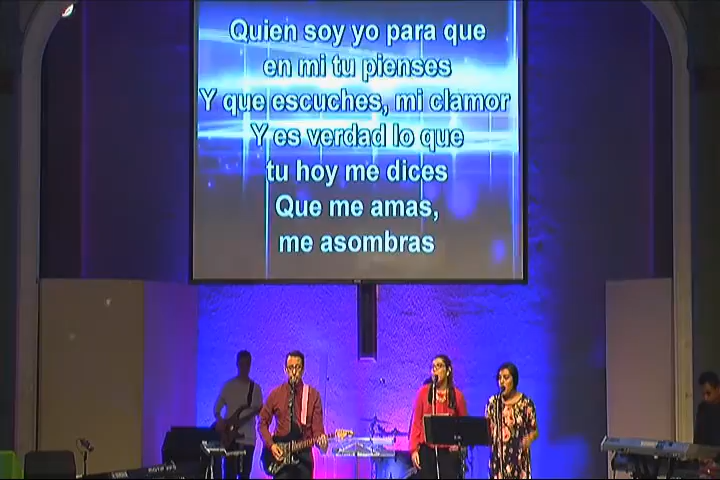 Quien soy yo para que
en mi tu pienses
Y que escuches, mi clamor
Y es verdad lo que
tu hoy me dices
Que me amas,
me asombras